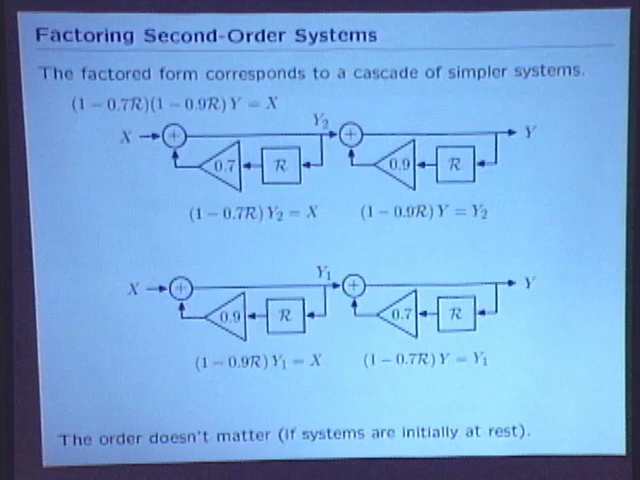 Factoring Second-Order Systems
The factored form corresponds to a cascade of simpler systems.
(1 − 0.7R)(1 − 0.9R) Y = X
X + Y₂ + Y
0.7 R 0.9 R
(1 − 0.7R) Y₂ = X (1 − 0.9R) Y = Y₂
X + Y₁ + Y
0.9 R 0.7 R
(1 − 0.9R) Y₁ = X (1 − 0.7R) Y = Y₁
The order doesn't matter (if systems are initially at rest).